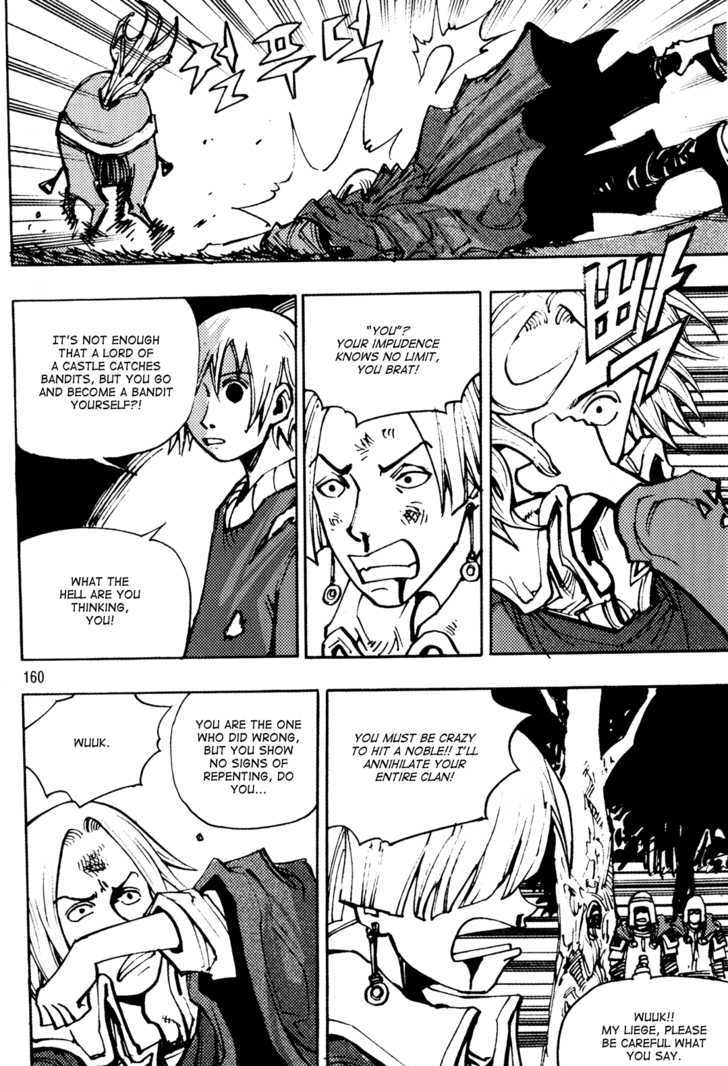 철푸덕
IT'S NOT ENOUGH
THAT A LORD OF
A CASTLE CATCHES
BANDITS, BUT YOU GO
AND BECOME A BANDIT
YOURSELF?!
WHAT THE
HELL ARE YOU
THINKING,
YOU!
"YOU"?
YOUR IMPUDENCE
KNOWS NO LIMIT,
YOU BRAT!
빠
160
WUUK.
YOU ARE THE ONE
WHO DID WRONG,
BUT YOU SHOW
NO SIGNS OF
REPENTING, DO
YOU...
YOU MUST BE CRAZY
TO HIT A NOBLE!! I'LL
ANNIHILATE YOUR
ENTIRE CLAN!
WUUK!!
MY LIEGE, PLEASE
BE CAREFUL WHAT
YOU SAY.